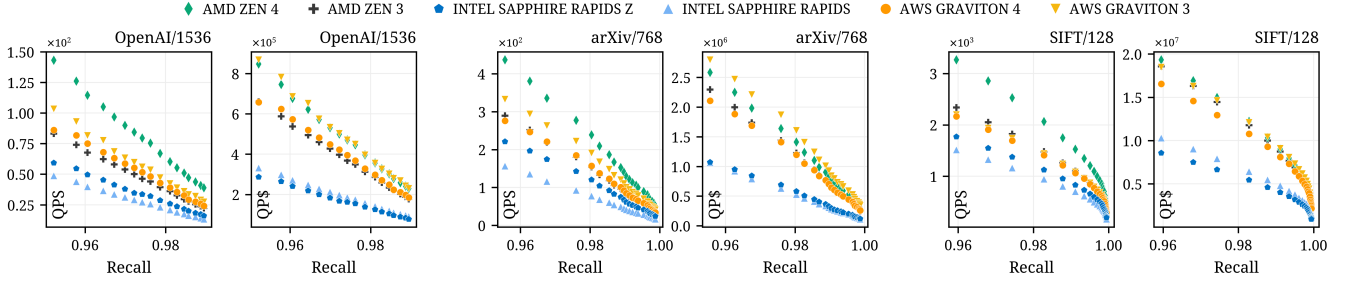 AMD ZEN 4 AMD ZEN 3 INTEL SAPPHIRE RAPIDS Z INTEL SAPPHIRE RAPIDS AWS GRAVITON 4 AWS GRAVITON 3
×10² OpenAI/1536
1.50
1.25
1.00
0.75
0.50
0.25
QPS
0.96 0.98
Recall
×10⁵ OpenAI/1536
8
6
4
2
QP$
0.96 0.98
Recall
×10² arXiv/768
4
3
2
1
0
QPS
0.96 0.98 1.00
Recall
×10⁶ arXiv/768
2.5
2.0
1.5
1.0
0.5
0.0
QP$
0.96 0.98 1.00
Recall
×10³ SIFT/128
3
2
1
QPS
0.96 0.98 1.00
Recall
×10⁷ SIFT/128
2.0
1.5
1.0
0.5
QP$
0.96 0.98 1.00
Recall